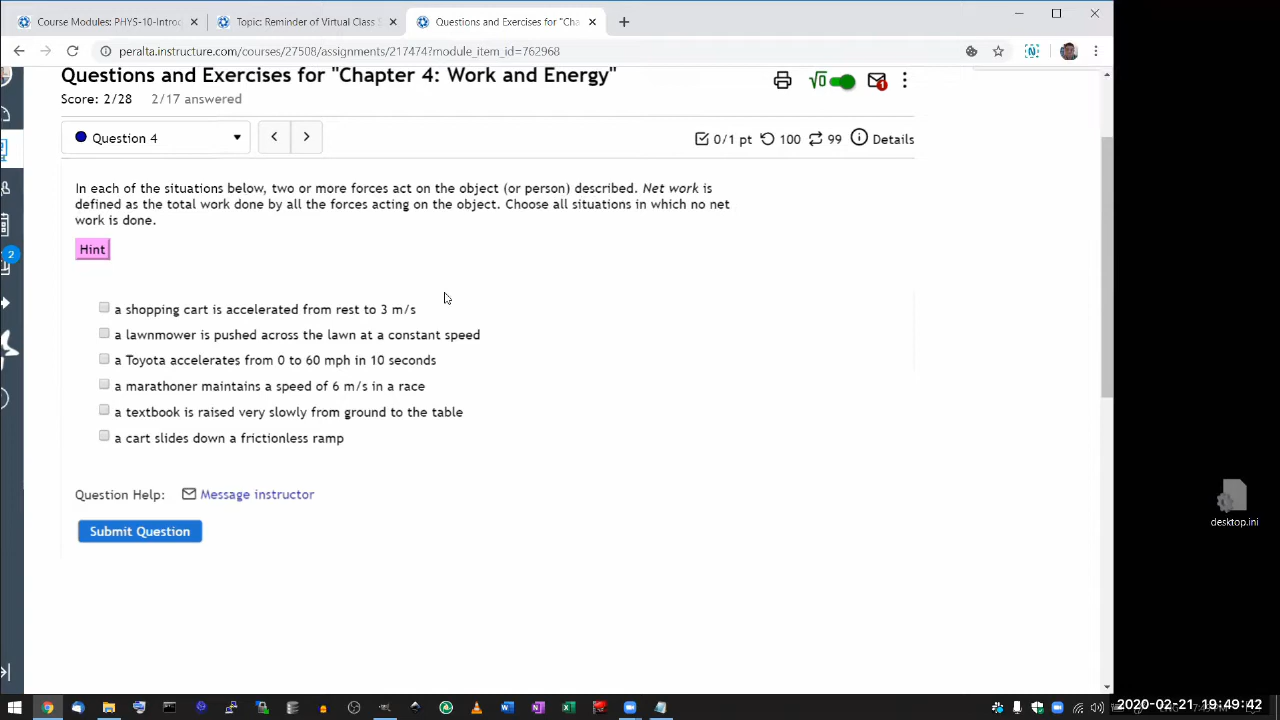 Course Modules: PHYS-10-Introd
Topic: Reminder of Virtual Class S
Questions and Exercises for "Cha
peralta.instructure.com/courses/27508/assignments/217474?module_item_id=762968
Questions and Exercises for "Chapter 4: Work and Energy"
Score: 2/28 2/17 answered
√0
1
Question 4
0/1 pt 100 99 Details
In each of the situations below, two or more forces act on the object (or person) described. Net work is
defined as the total work done by all the forces acting on the object. Choose all situations in which no net
work is done.
2
Hint
a shopping cart is accelerated from rest to 3 m/s
a lawnmower is pushed across the lawn at a constant speed
a Toyota accelerates from 0 to 60 mph in 10 seconds
a marathoner maintains a speed of 6 m/s in a race
a textbook is raised very slowly from ground to the table
a cart slides down a frictionless ramp
Question Help: Message instructor
Submit Question
desktop.ini
2020-02-21 19:49:42